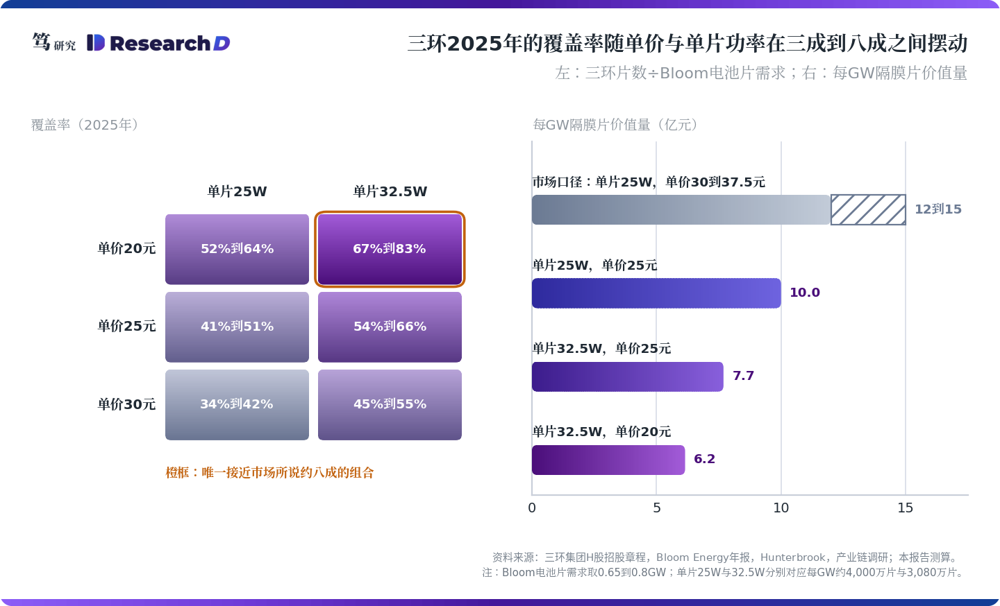 笃 研究 ResearchD
三环2025年的覆盖率随单价与单片功率在三成到八成之间摆动
左：三环片数÷Bloom电池片需求；右：每GW隔膜片价值量
覆盖率（2025年）
单片25W 单片32.5W
单价20元 52%到64% 67%到83%
单价25元 41%到51% 54%到66%
单价30元 34%到42% 45%到55%
橙框：唯一接近市场所说约八成的组合
每GW隔膜片价值量（亿元）
市场口径：单片25W，单价30到37.5元
12到15
单片25W，单价25元
10.0
单片32.5W，单价25元
7.7
单片32.5W，单价20元
6.2
0 5 10 15
资料来源：三环集团H股招股章程，Bloom Energy年报，Hunterbrook，产业链调研；本报告测算。
注：Bloom电池片需求取0.65到0.8GW；单片25W与32.5W分别对应每GW约4,000万片与3,080万片。